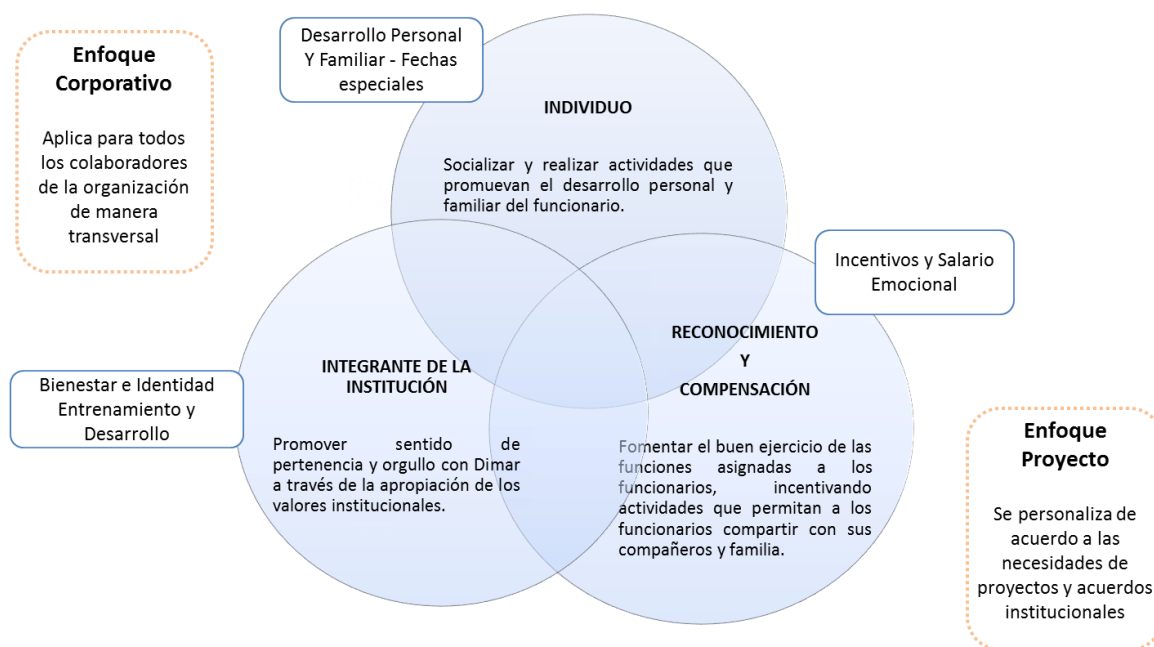 Enfoque
Corporativo
Aplica para todos
los colaboradores
de la organización
de manera
transversal
Desarrollo Personal
Y Familiar - Fechas
especiales
INDIVIDUO
Socializar y realizar actividades que
promuevan el desarrollo personal y
familiar del funcionario.
Incentivos y Salario
Emocional
RECONOCIMIENTO
Y
COMPENSACIÓN
Fomentar el buen ejercicio de las
funciones asignadas a los
funcionarios, incentivando
actividades que permitan a los
funcionarios compartir con sus
compañeros y familia.
INTEGRANTE DE LA
INSTITUCIÓN
Promover sentido de
pertenencia y orgullo con Dimar
a través de la apropiación de los
valores institucionales.
Bienestar e Identidad
Entrenamiento y
Desarrollo
Enfoque
Proyecto
Se personaliza de
acuerdo a las
necesidades de
proyectos y acuerdos
institucionales